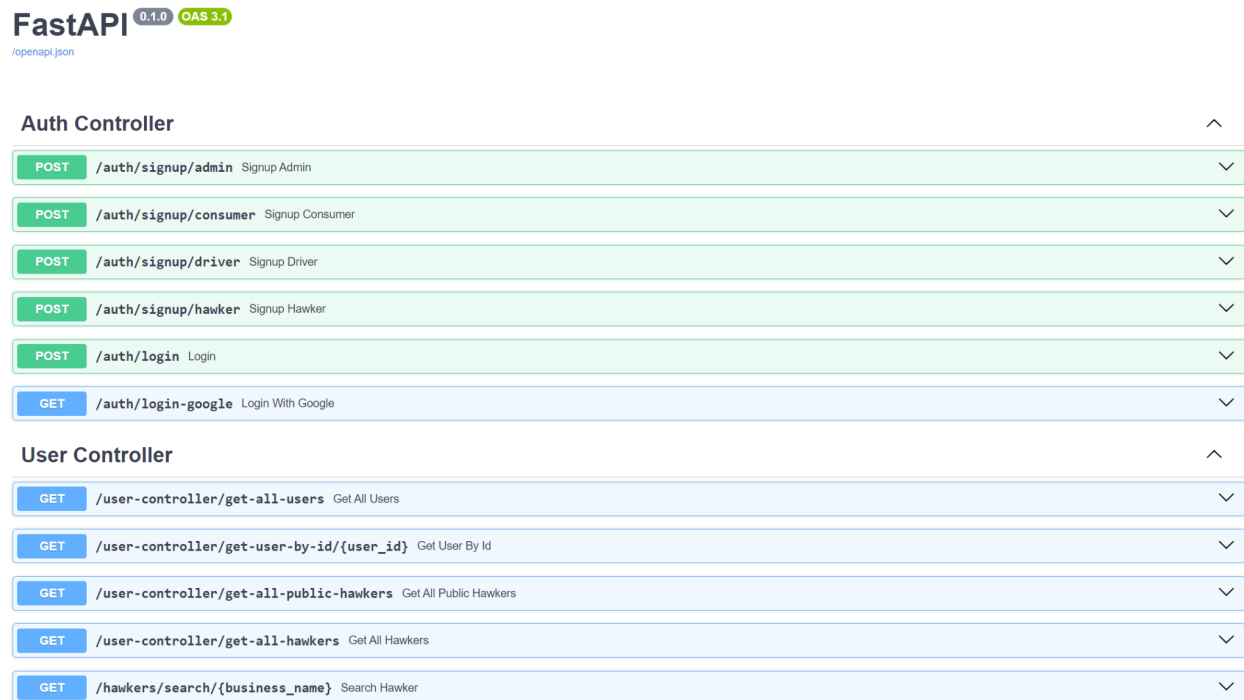 FastAPI 0.1.0 OAS 3.1
/openapi.json
Auth Controller
POST /auth/signup/admin Signup Admin
POST /auth/signup/consumer Signup Consumer
POST /auth/signup/driver Signup Driver
POST /auth/signup/hawker Signup Hawker
POST /auth/login Login
GET /auth/login-google Login With Google
User Controller
GET /user-controller/get-all-users Get All Users
GET /user-controller/get-user-by-id/{user_id} Get User By Id
GET /user-controller/get-all-public-hawkers Get All Public Hawkers
GET /user-controller/get-all-hawkers Get All Hawkers
GET /hawkers/search/{business_name} Search Hawker